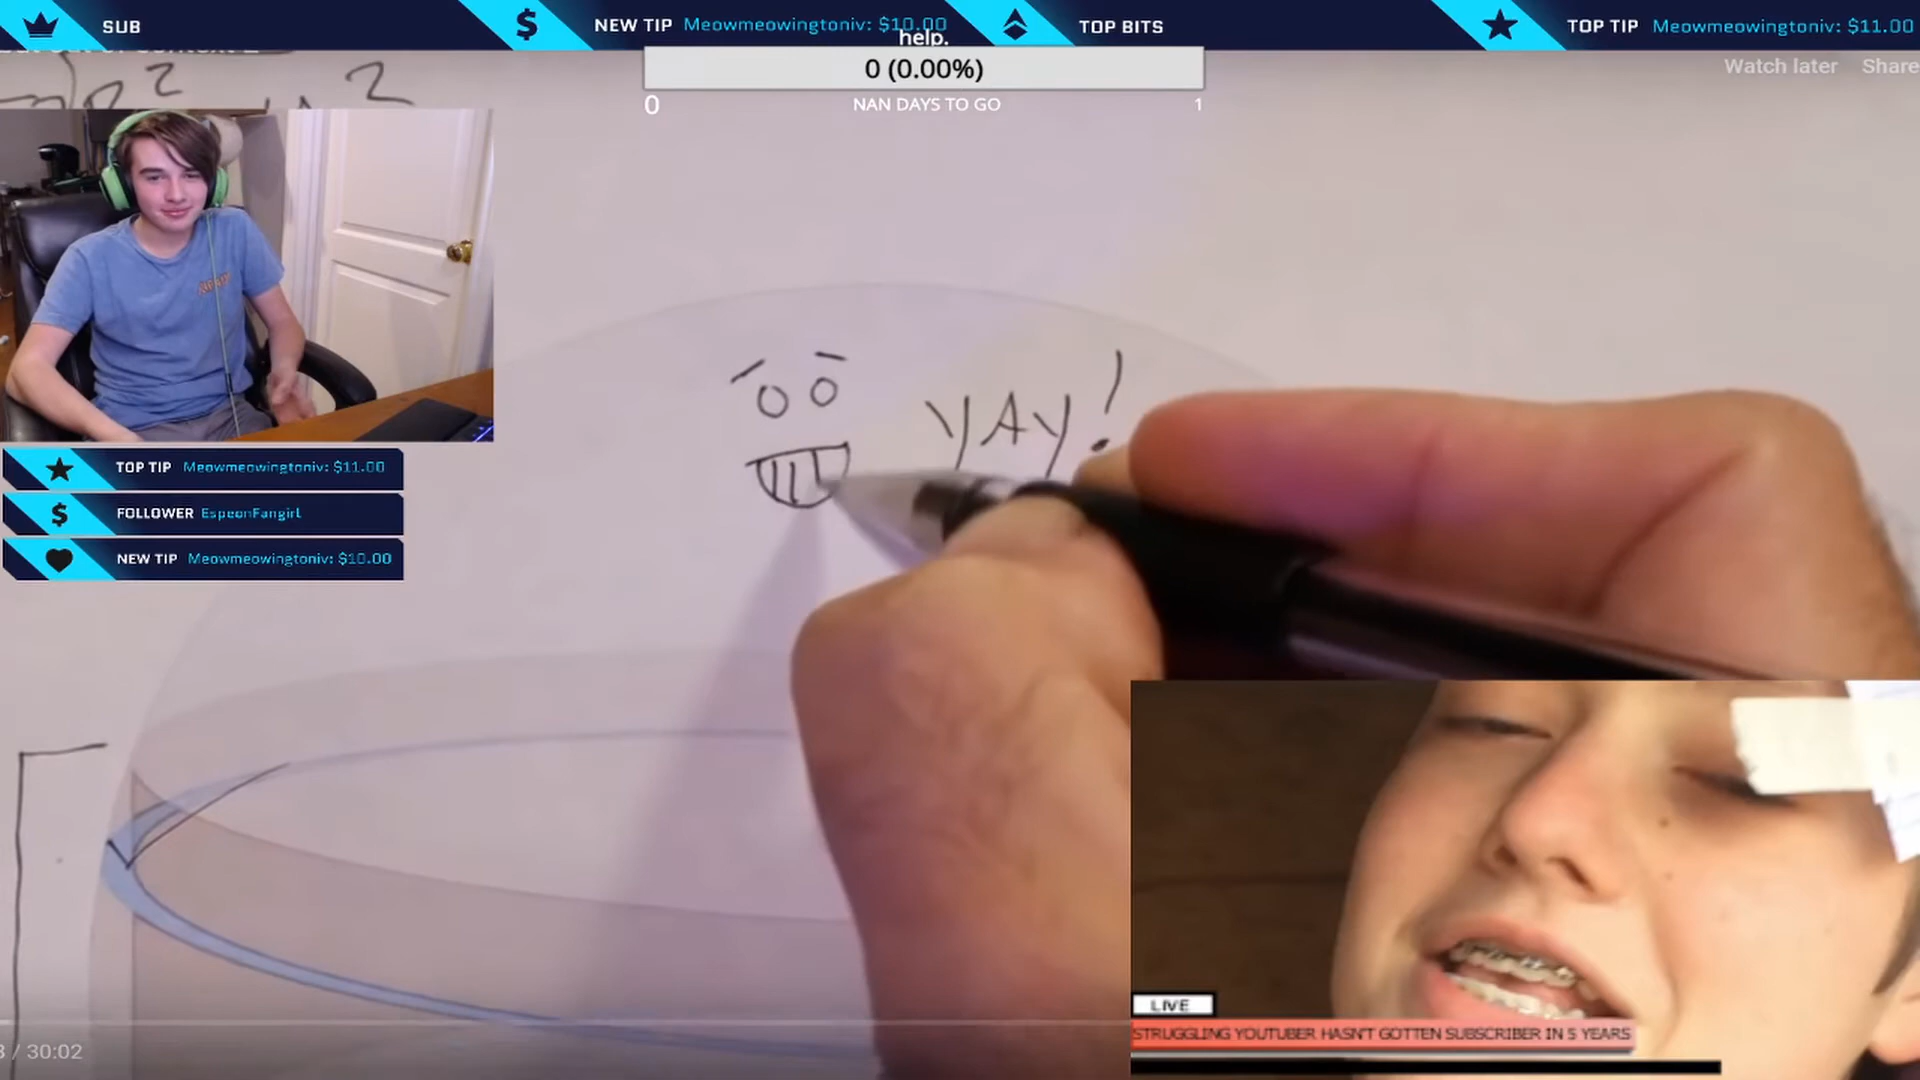 SUB
NEW TIP Meowmeowingtoniv: $10.00
TOP BITS
TOP TIP Meowmeowingtoniv: $11.00
help.
0 (0.00%)
0 NAN DAYS TO GO 1
Watch later Share
2 2
YAY!
TOP TIP Meowmeowingtoniv: $11.00
FOLLOWER EspeonFangirl
NEW TIP Meowmeowingtoniv: $10.00
LIVE
STRUGGLING YOUTUBER HASN'T GOTTEN SUBSCRIBER IN 5 YEARS
/ 30:02